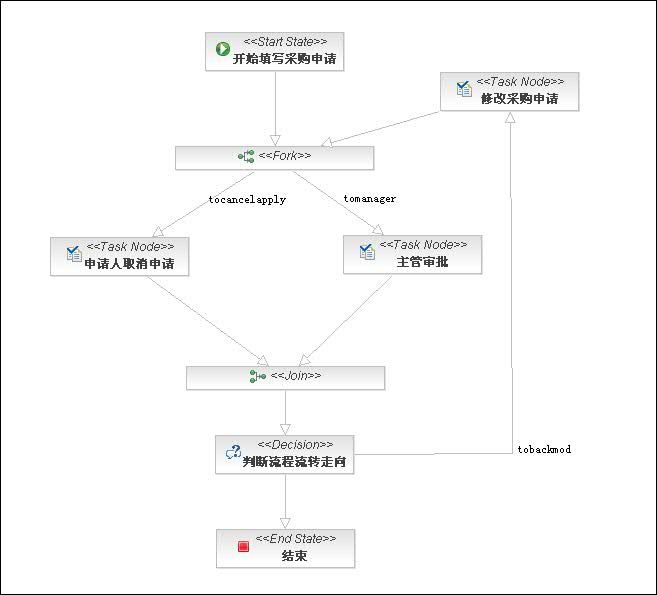 <<Start State>>
开始填写采购申请
<<Task Node>>
修改采购申请
<<Fork>>
tocancelapply
tomanager
<<Task Node>>
申请人取消申请
<<Task Node>>
主管审批
<<Join>>
<<Decision>>
判断流程流转走向
tobackmod
<<End State>>
结束